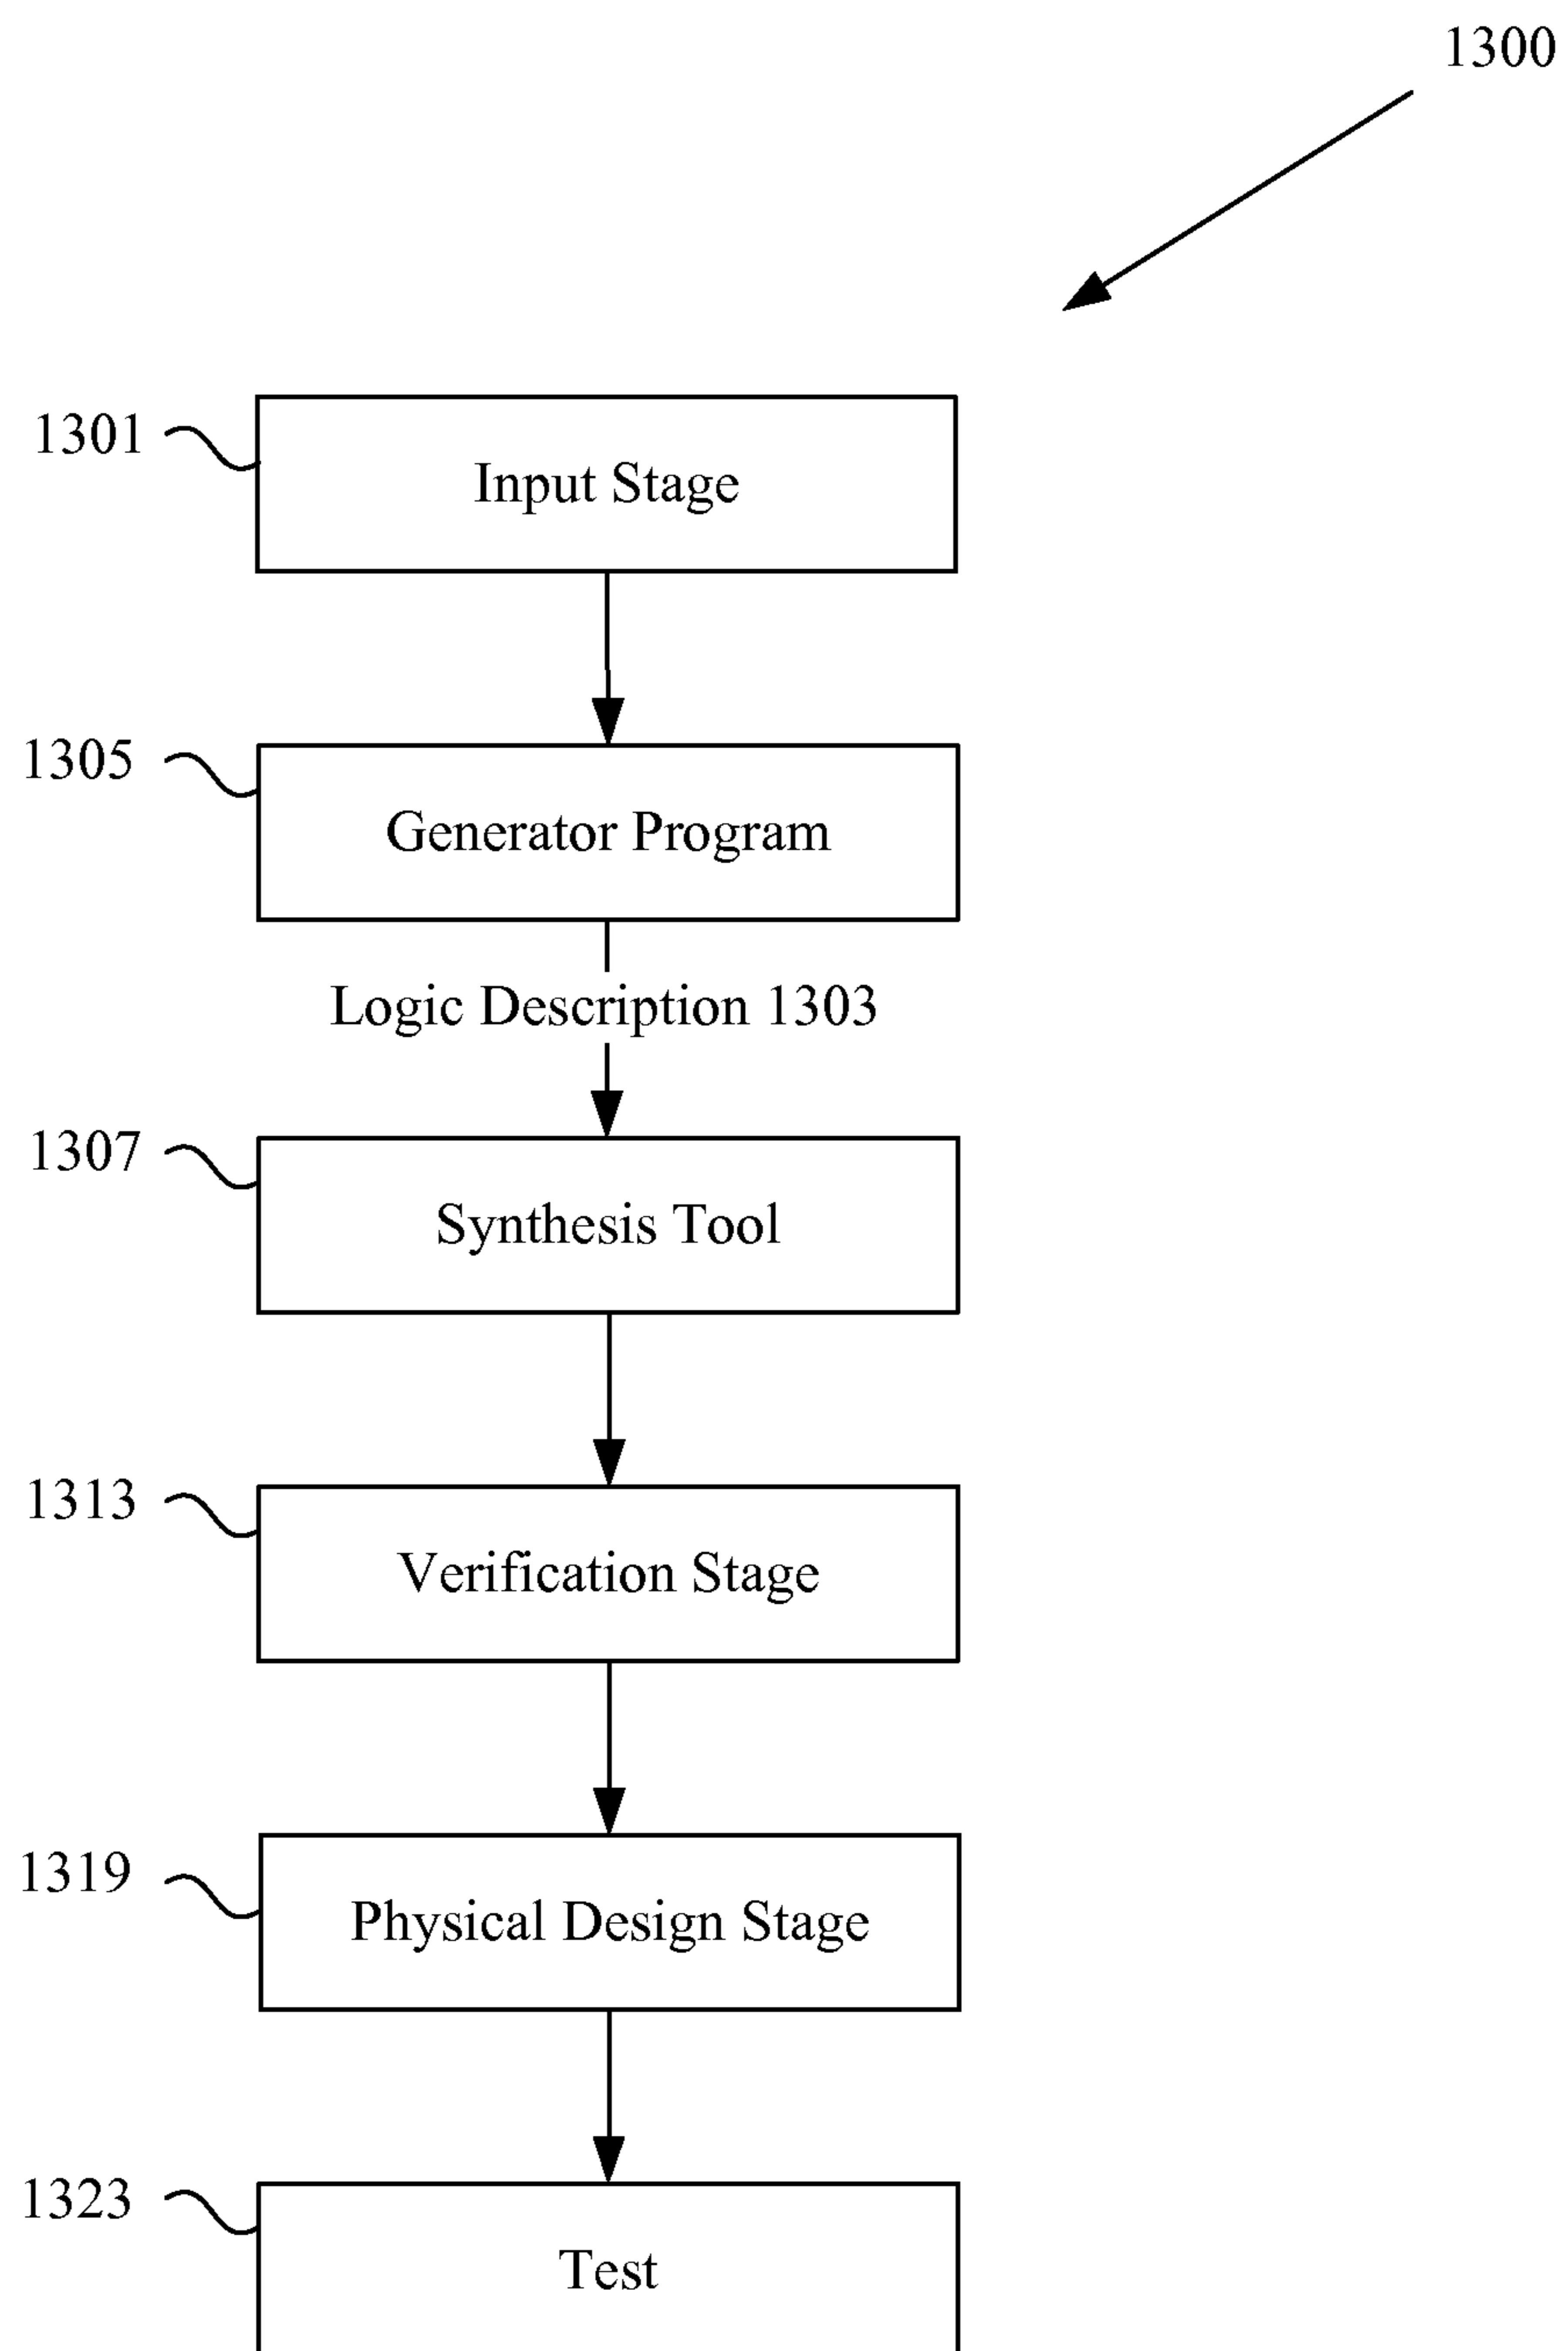 1300
1301
Input Stage
1305
Generator Program
Logic Description 1303
1307
Synthesis Tool
1313
Verification Stage
1319
Physical Design Stage
1323
Test